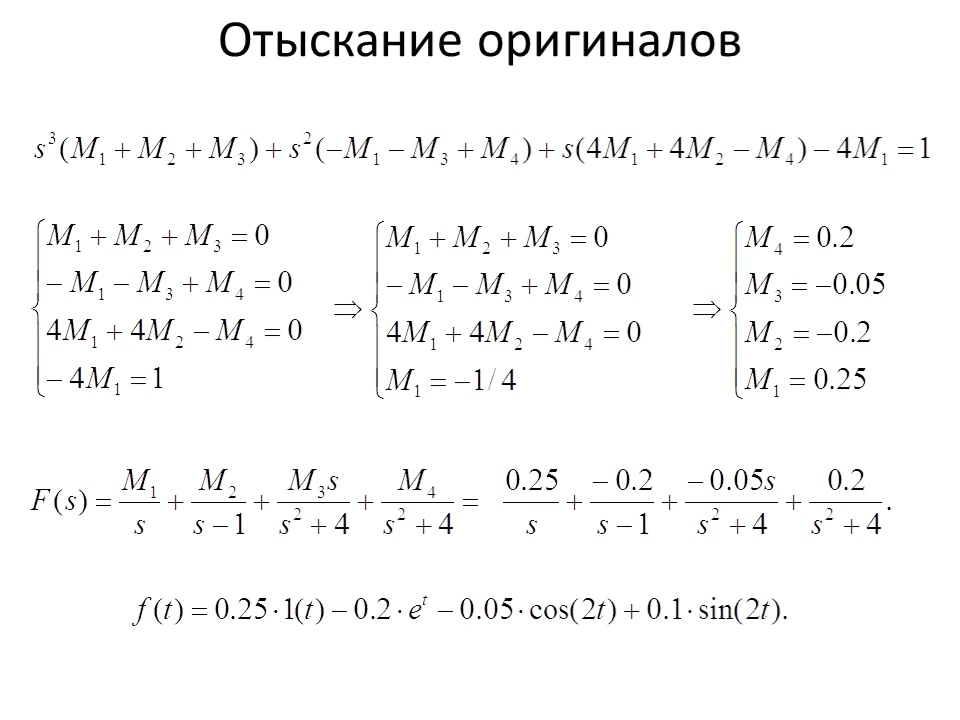 Отыскание оригиналов
s³(M₁ + M₂ + M₃) + s²(−M₁ − M₃ + M₄) + s(4M₁ + 4M₂ − M₄) − 4M₁ = 1
{ M₁ + M₂ + M₃ = 0
− M₁ − M₃ + M₄ = 0
4M₁ + 4M₂ − M₄ = 0
− 4M₁ = 1
⇒ { M₁ + M₂ + M₃ = 0
− M₁ − M₃ + M₄ = 0
4M₁ + 4M₂ − M₄ = 0
M₁ = −1/ 4
⇒ { M₄ = 0.2
M₃ = −0.05
M₂ = −0.2
M₁ = 0.25
F(s) = M₁/s + M₂/(s − 1) + M₃s/(s² + 4) + M₄/(s² + 4) = 0.25/s + −0.2/(s − 1) + −0.05s/(s² + 4) + 0.2/(s² + 4).
f(t) = 0.25·1(t) − 0.2·eᵗ − 0.05·cos(2t) + 0.1·sin(2t).